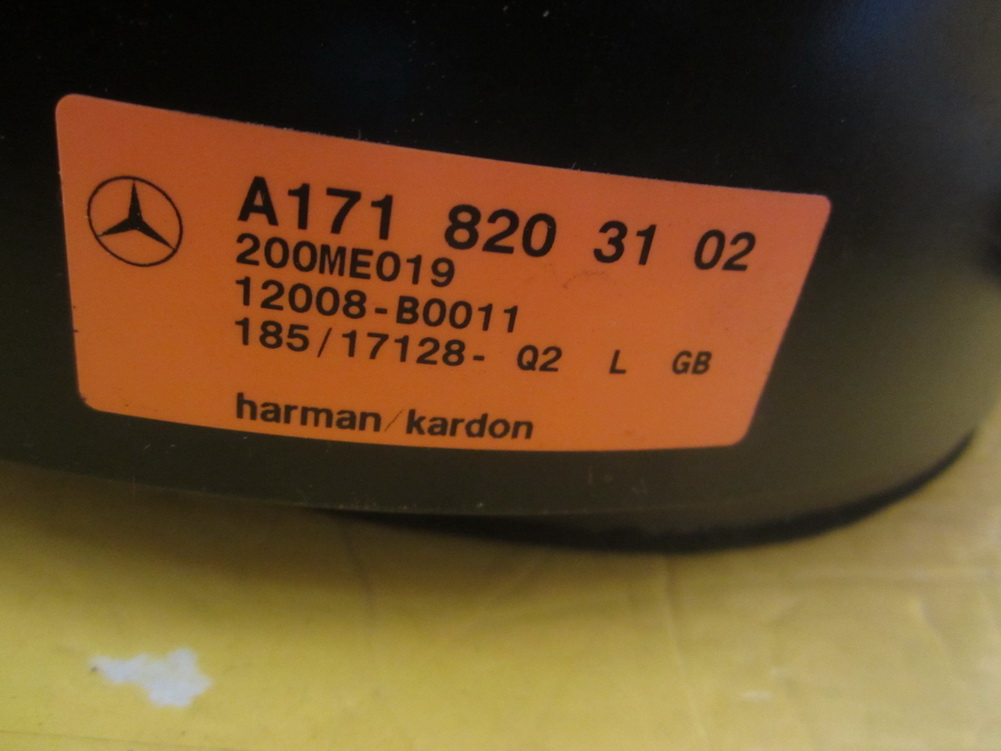 A171 820 31 02
200ME019
12008-B0011
185/17128- Q2 L GB
harman/kardon